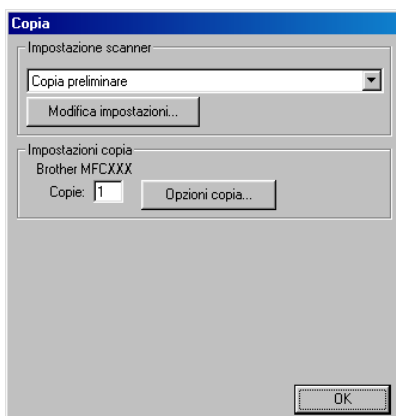 Copia
Impostazione scanner
Copia preliminare
Modifica impostazioni...
Impostazioni copia
Brother MFCXXX
Copie: 1
Opzioni copia...
OK